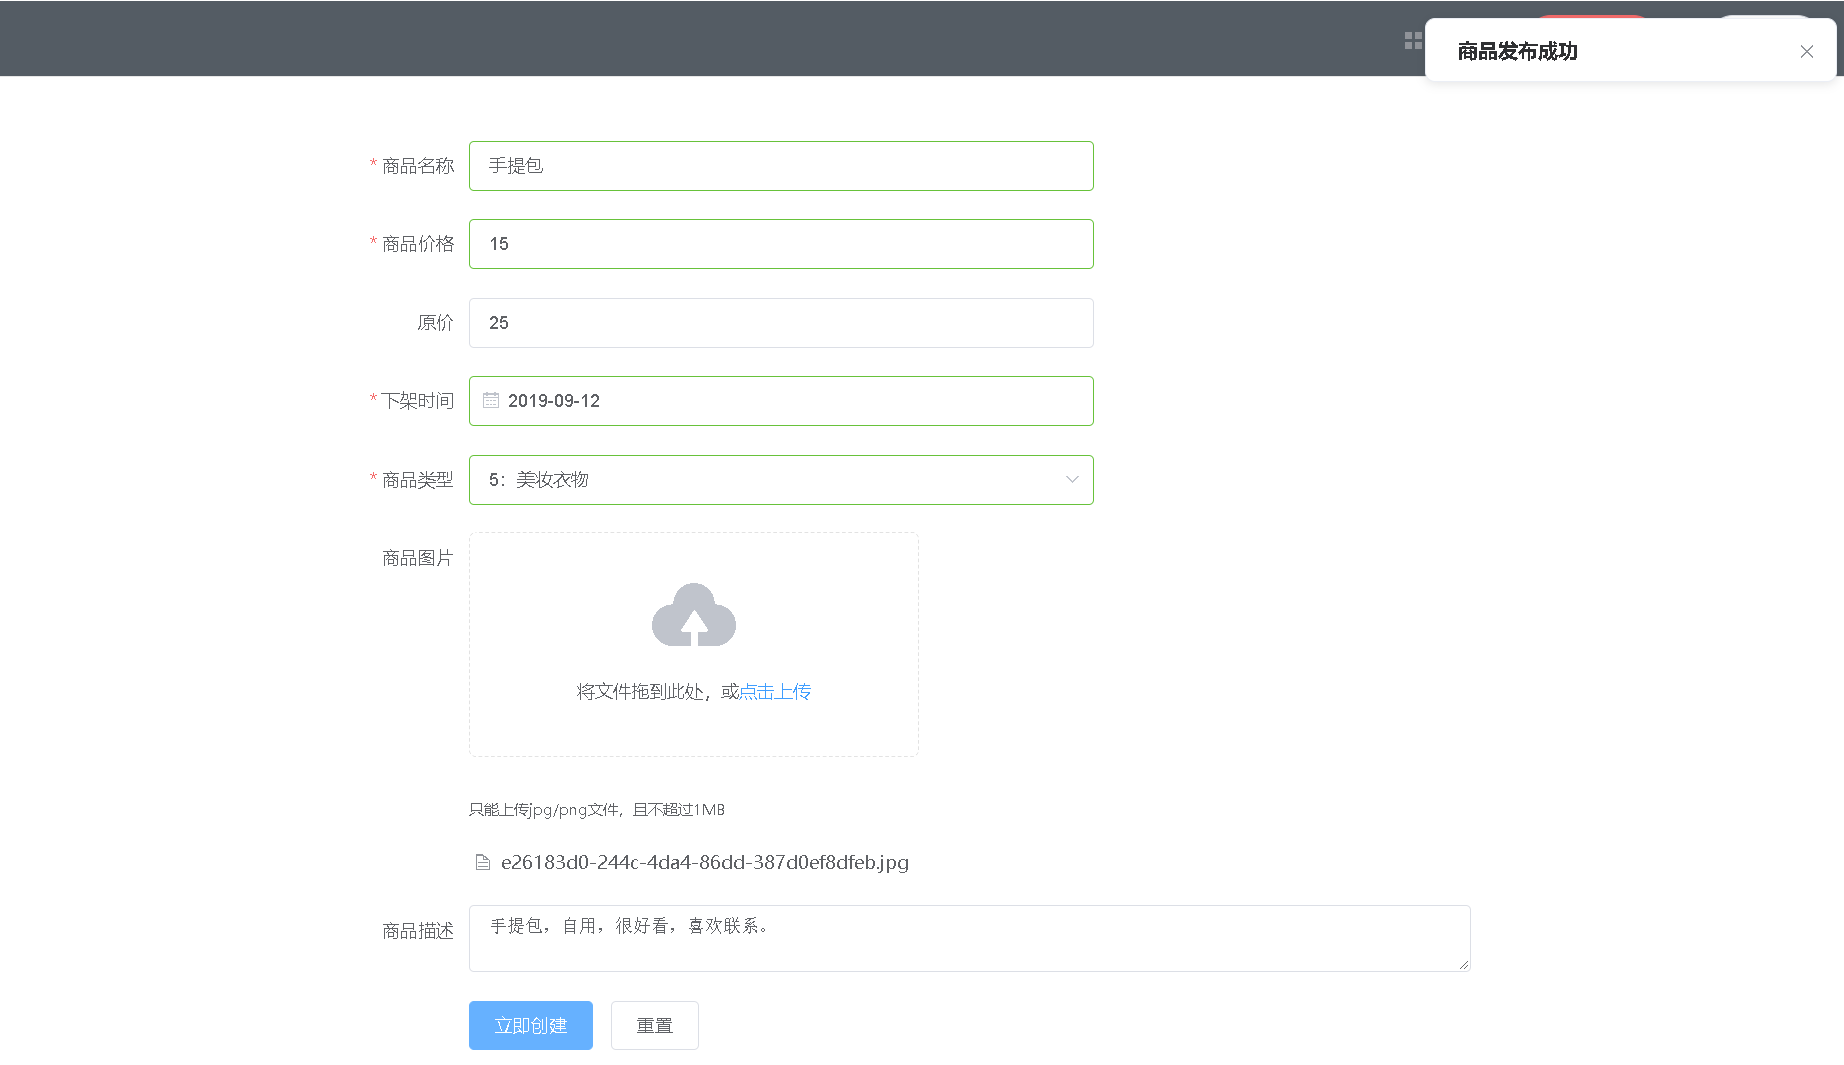 商品发布成功
* 商品名称 手提包
* 商品价格 15
原价 25
* 下架时间 2019-09-12
* 商品类型 5：美妆衣物
商品图片
将文件拖到此处，或点击上传
只能上传jpg/png文件，且不超过1MB
e26183d0-244c-4da4-86dd-387d0ef8dfeb.jpg
商品描述 手提包，自用，很好看，喜欢联系。
立即创建 重置